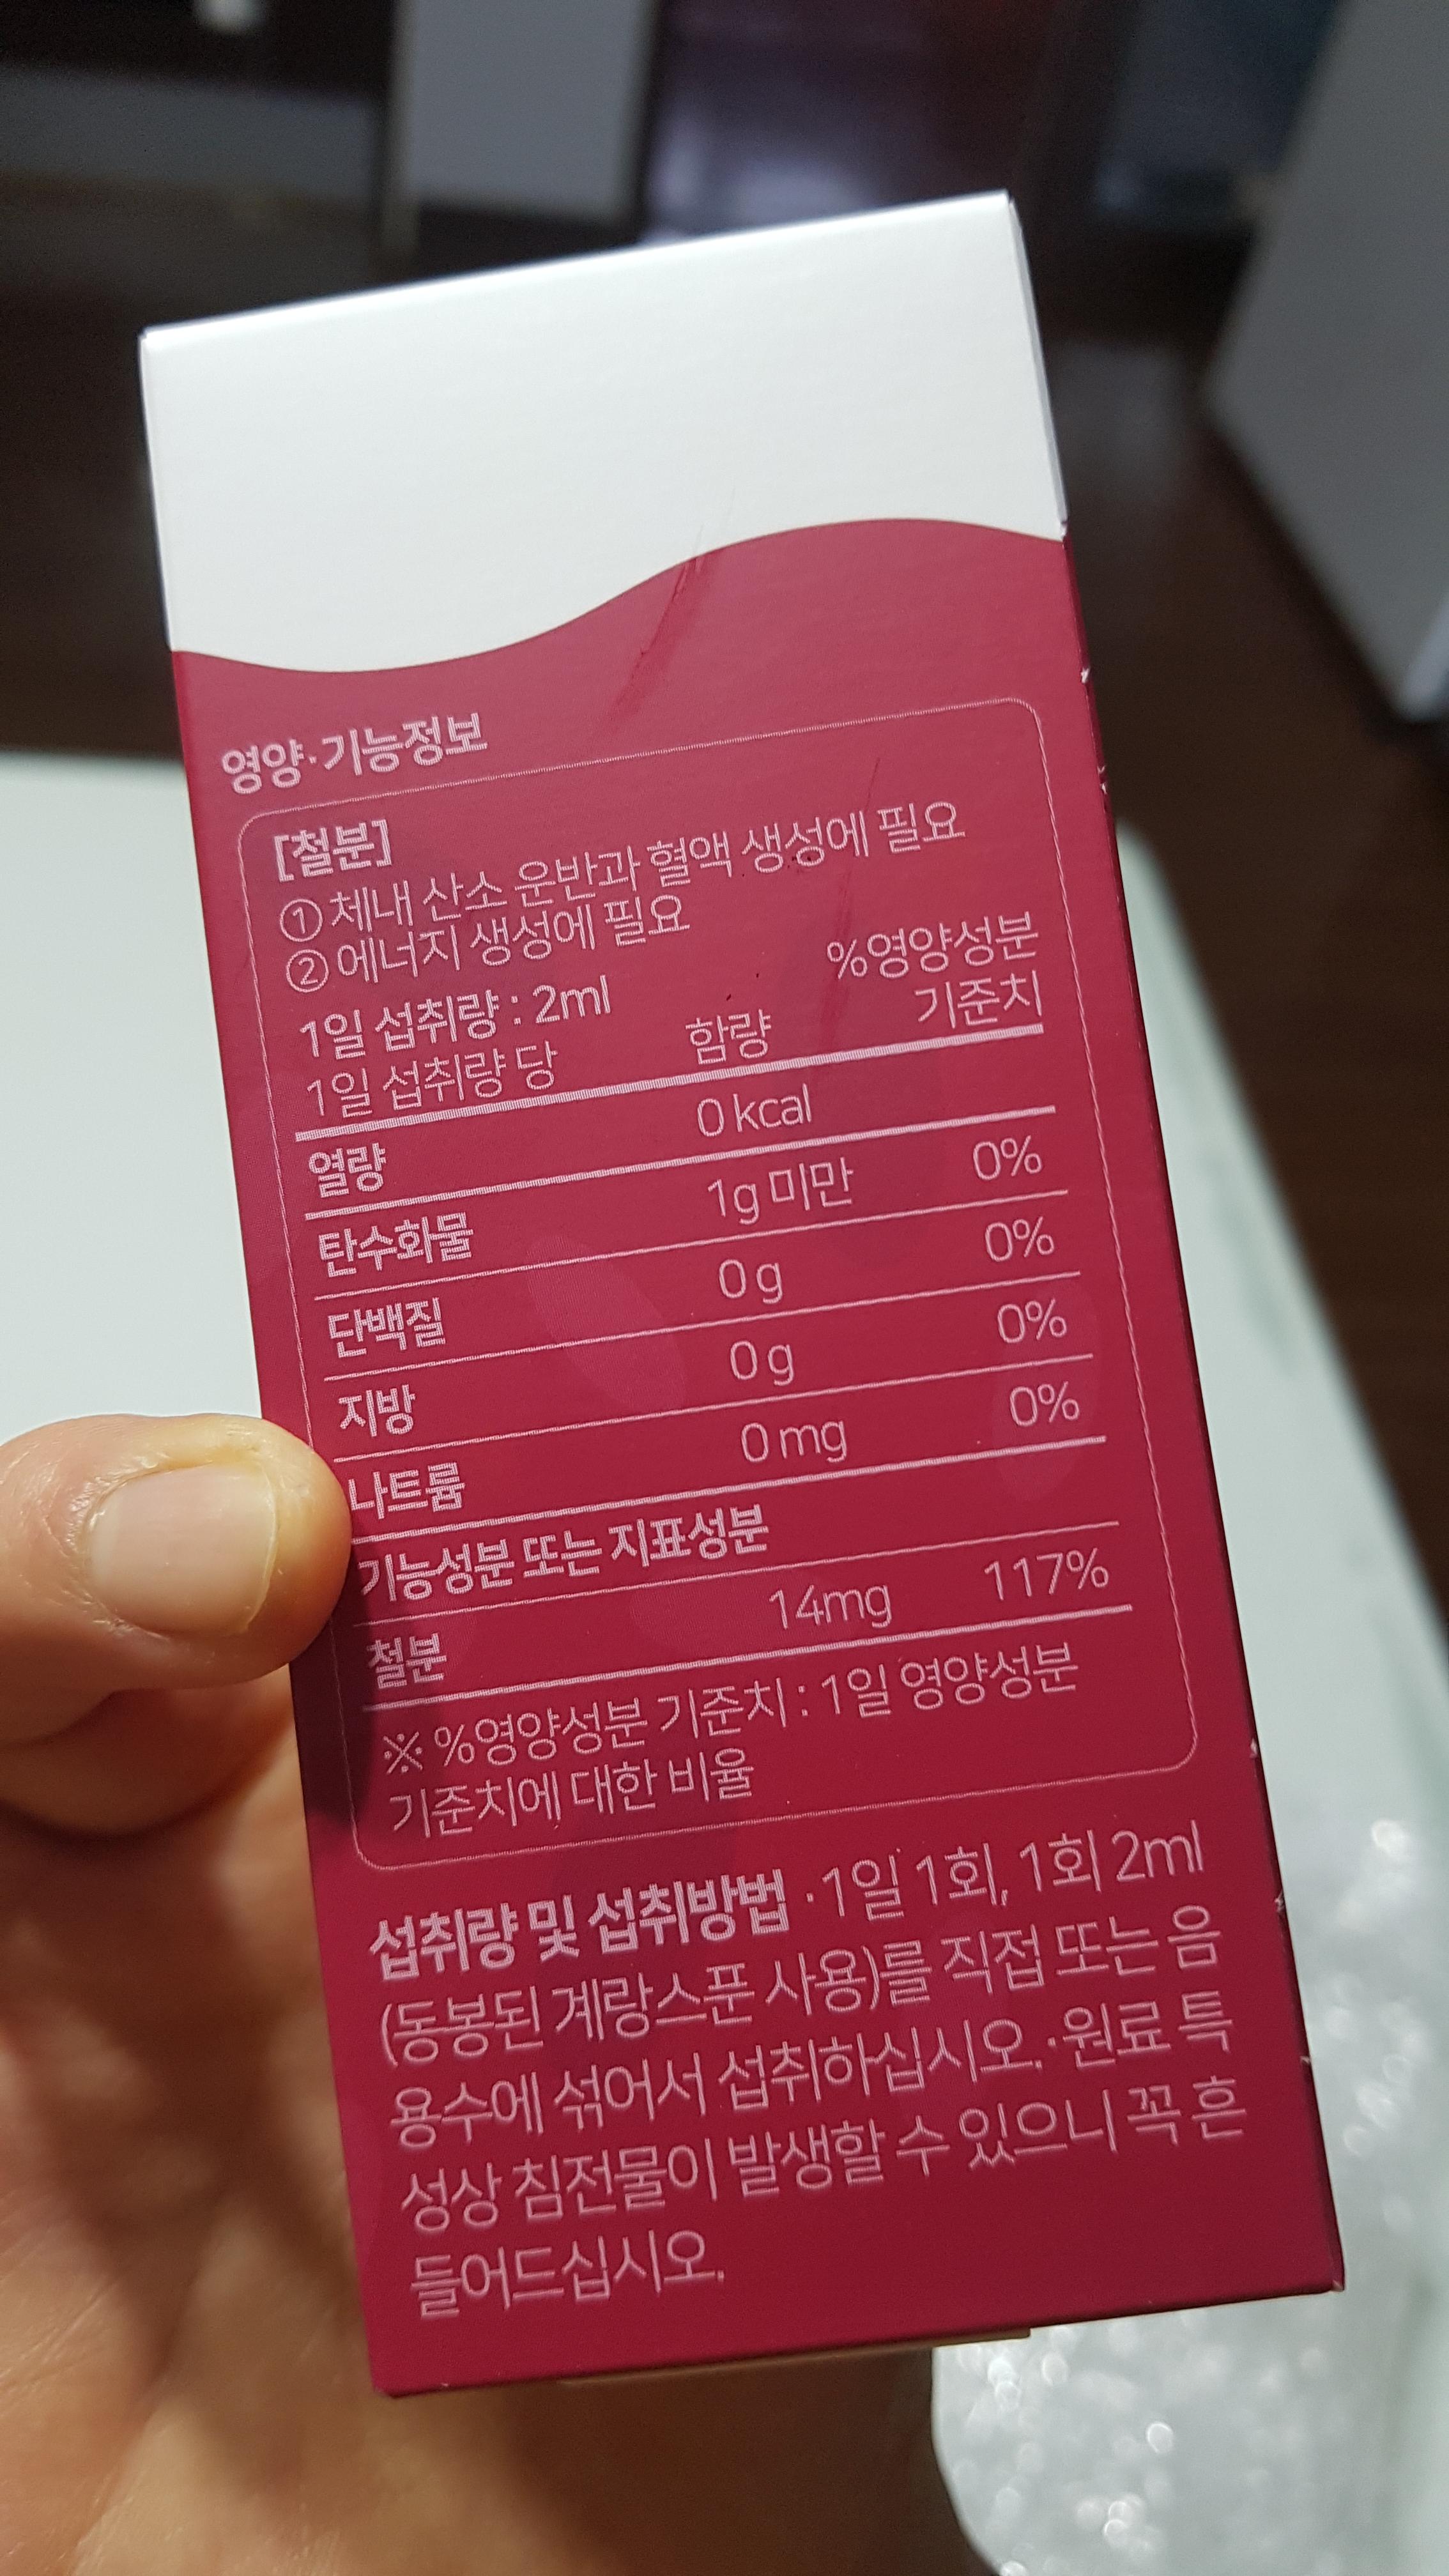 영양·기능정보
[철분]
① 체내 산소 운반과 혈액 생성에 필요
② 에너지 생성에 필요
1일 섭취량 : 2ml
1일 섭취량 당 함량 %영양성분 기준치
열량 0 kcal
탄수화물 1g 미만 0%
단백질 0 g 0%
지방 0 g 0%
나트륨 0 mg 0%
기능성분 또는 지표성분
철분 14mg 117%
※ %영양성분 기준치 : 1일 영양성분
기준치에 대한 비율
섭취량 및 섭취방법 ·1일 1회, 1회 2ml
(동봉된 계량스푼 사용)를 직접 또는 음
용수에 섞어서 섭취하십시오. ·원료 특
성상 침전물이 발생할 수 있으니 꼭 흔
들어드십시오.